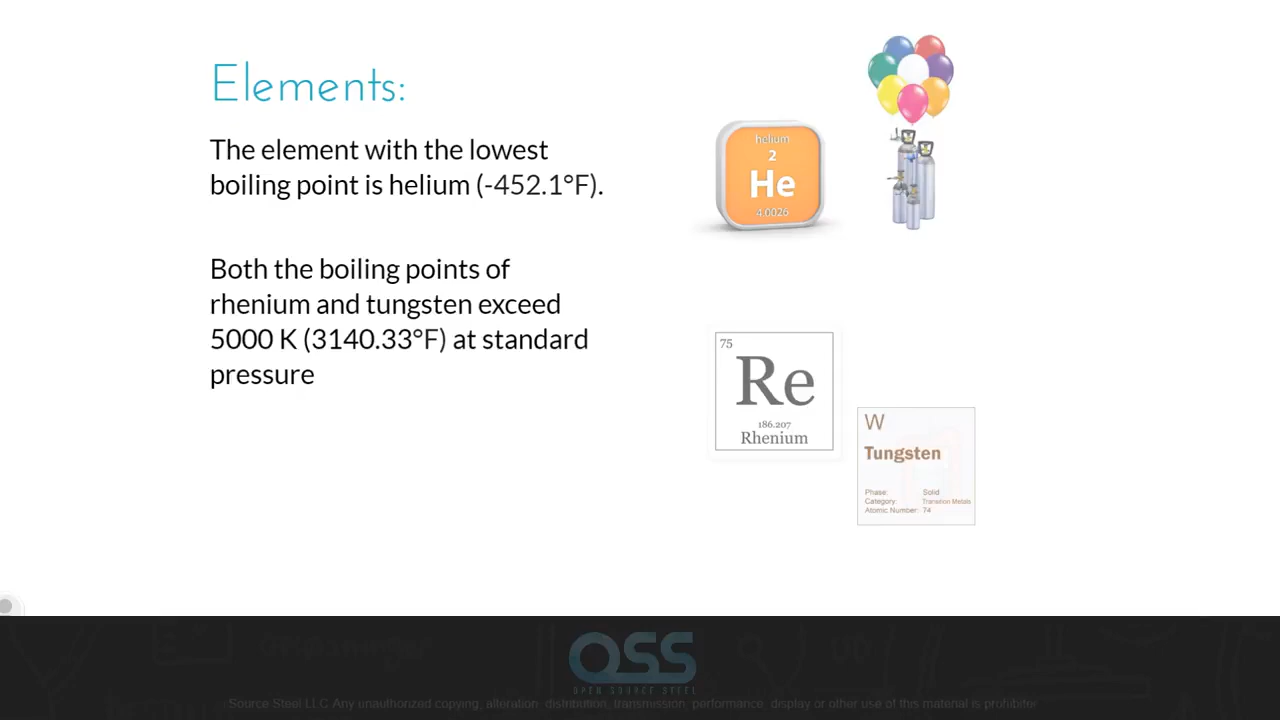 Elements:
The element with the lowest
boiling point is helium (-452.1°F).
Both the boiling points of
rhenium and tungsten exceed
5000 K (3140.33°F) at standard
pressure
helium
2
He
4.0026
75
Re
186.207
Rhenium
W
Tungsten
Phase: Solid
Category: Transition Metals
Atomic Number: 74
OSS
OPEN SOURCE STEEL
Source Steel LLC Any unauthorized copying, alteration, distribution, transmission, performance, display or other use of this material is prohibited